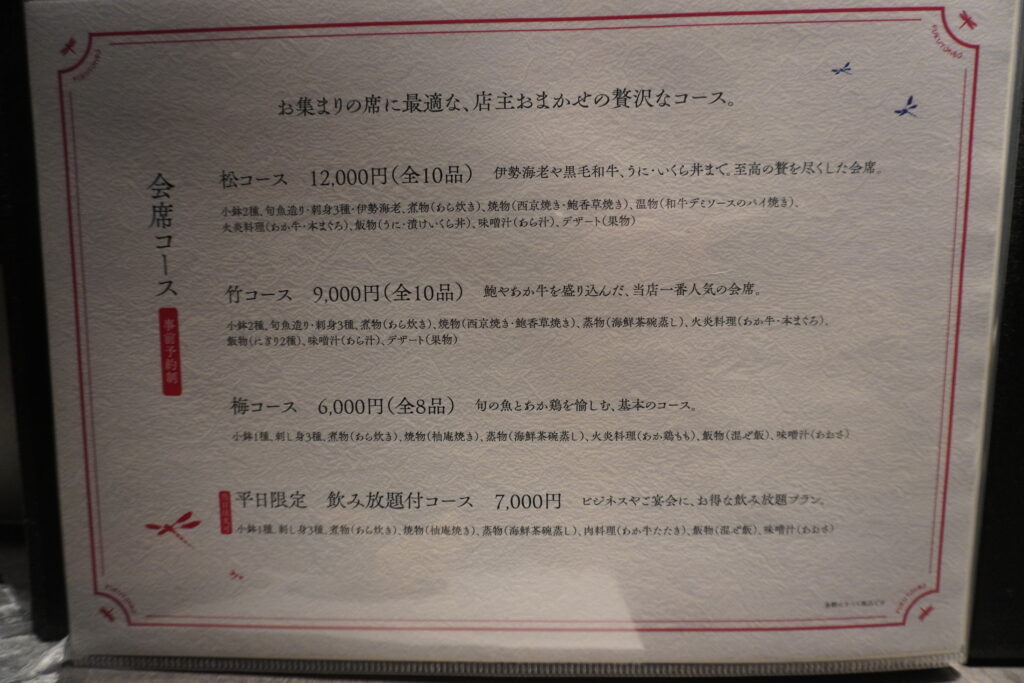 お集まりの席に最適な、店主おまかせの贅沢なコース。
会席コース
事前予約制
松コース 12,000円(全10品) 伊勢海老や黒毛和牛、うに・いくら丼まで。至高の贅を尽くした会席。
小鉢2種、旬魚造り・刺身3種・伊勢海老、煮物(あら炊き)、焼物(西京焼き・鮑香草焼き)、温物(和牛デミソースのパイ焼き)、
火炎料理(あか牛・本まぐろ)、飯物(うに・漬けいくら丼)、味噌汁(あら汁)、デザート(果物)
竹コース 9,000円(全10品) 鮑やあか牛を盛り込んだ、当店一番人気の会席。
小鉢2種、旬魚造り・刺身3種、煮物(あら炊き)、焼物(西京焼き・鮑香草焼き)、蒸物(海鮮茶碗蒸し)、火炎料理(あか牛・本まぐろ)、
飯物(にぎり2種)、味噌汁(あら汁)、デザート(果物)
梅コース 6,000円(全8品) 旬の魚とあか鶏を愉しむ、基本のコース。
小鉢1種、刺し身3種、煮物(あら炊き)、焼物(柚庵焼き)、蒸物(海鮮茶碗蒸し)、火炎料理(あか鶏もも)、飯物(混ぜ飯)、味噌汁(あおさ)
平日限定 飲み放題付コース 7,000円 ビジネスやご宴会に、お得な飲み放題プラン。
小鉢1種、刺し身3種、煮物(あら炊き)、焼物(柚庵焼き)、蒸物(海鮮茶碗蒸し)、肉料理(あか牛たたき)、飯物(混ぜ飯)、味噌汁(あおさ)